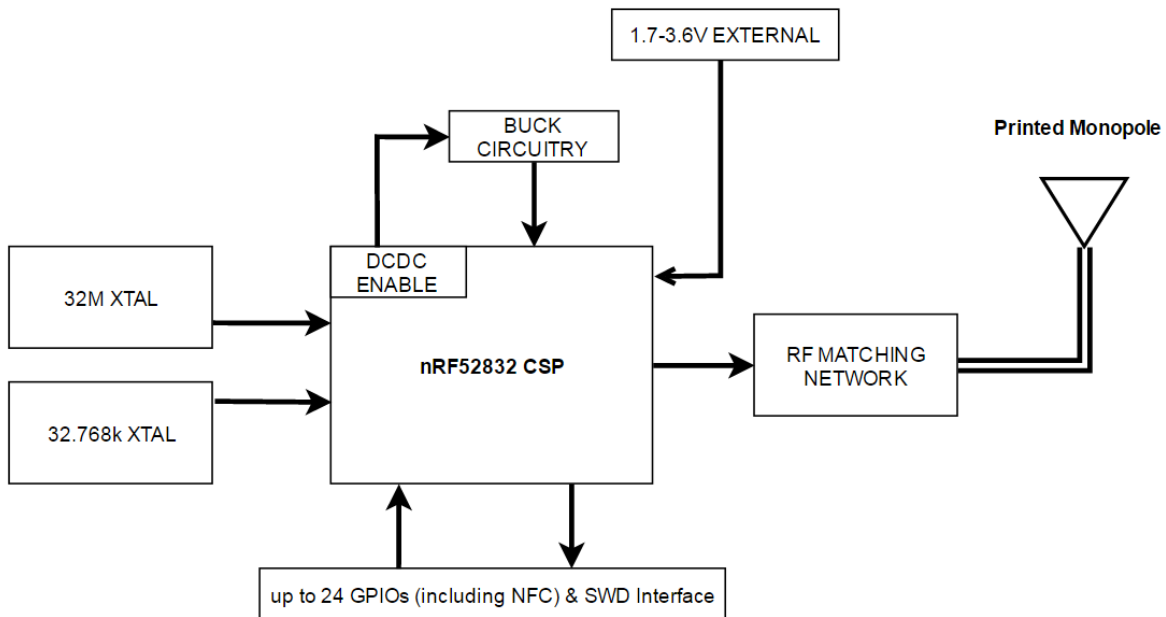 1.7-3.6V EXTERNAL
BUCK
CIRCUITRY
Printed Monopole
DCDC
ENABLE
32M XTAL
nRF52832 CSP
RF MATCHING
NETWORK
32.768k XTAL
up to 24 GPIOs (including NFC) & SWD Interface